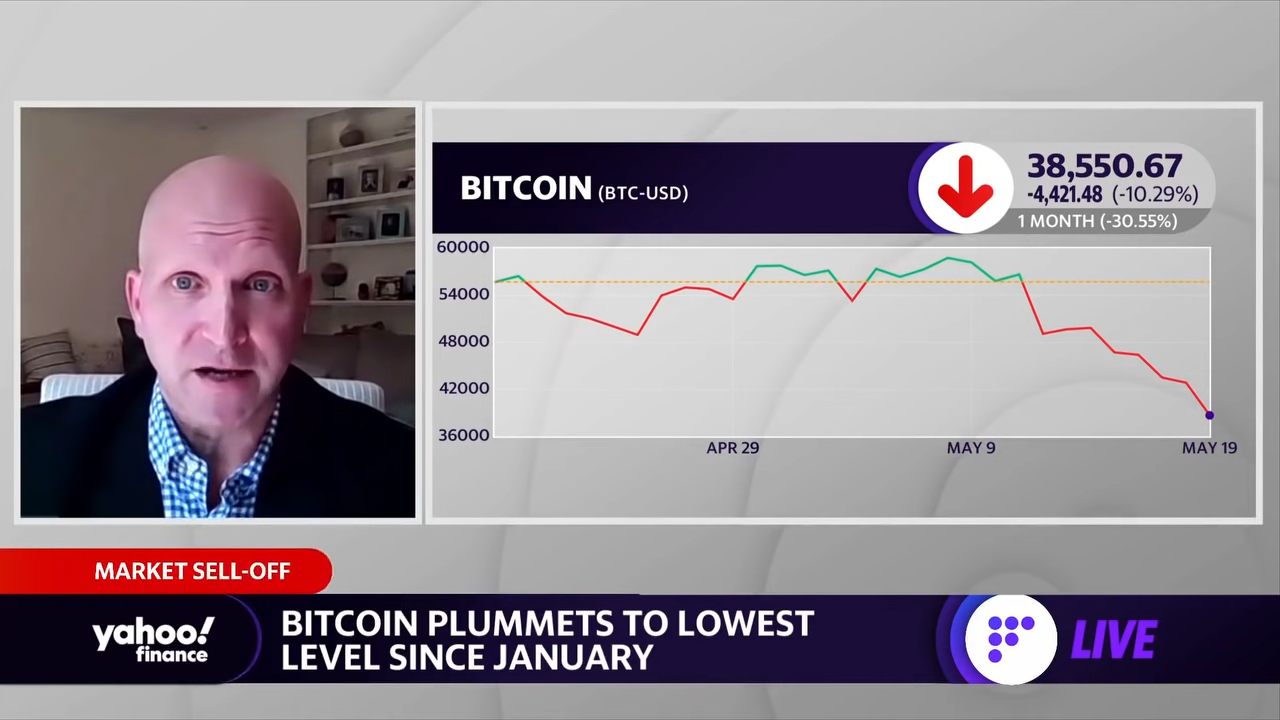 BITCOIN (BTC-USD)
38,550.67
-4,421.48 (-10.29%)
1 MONTH (-30.55%)
60000
54000
48000
42000
36000
APR 29
MAY 9
MAY 19
MARKET SELL-OFF
yahoo!
finance
BITCOIN PLUMMETS TO LOWEST
LEVEL SINCE JANUARY
LIVE